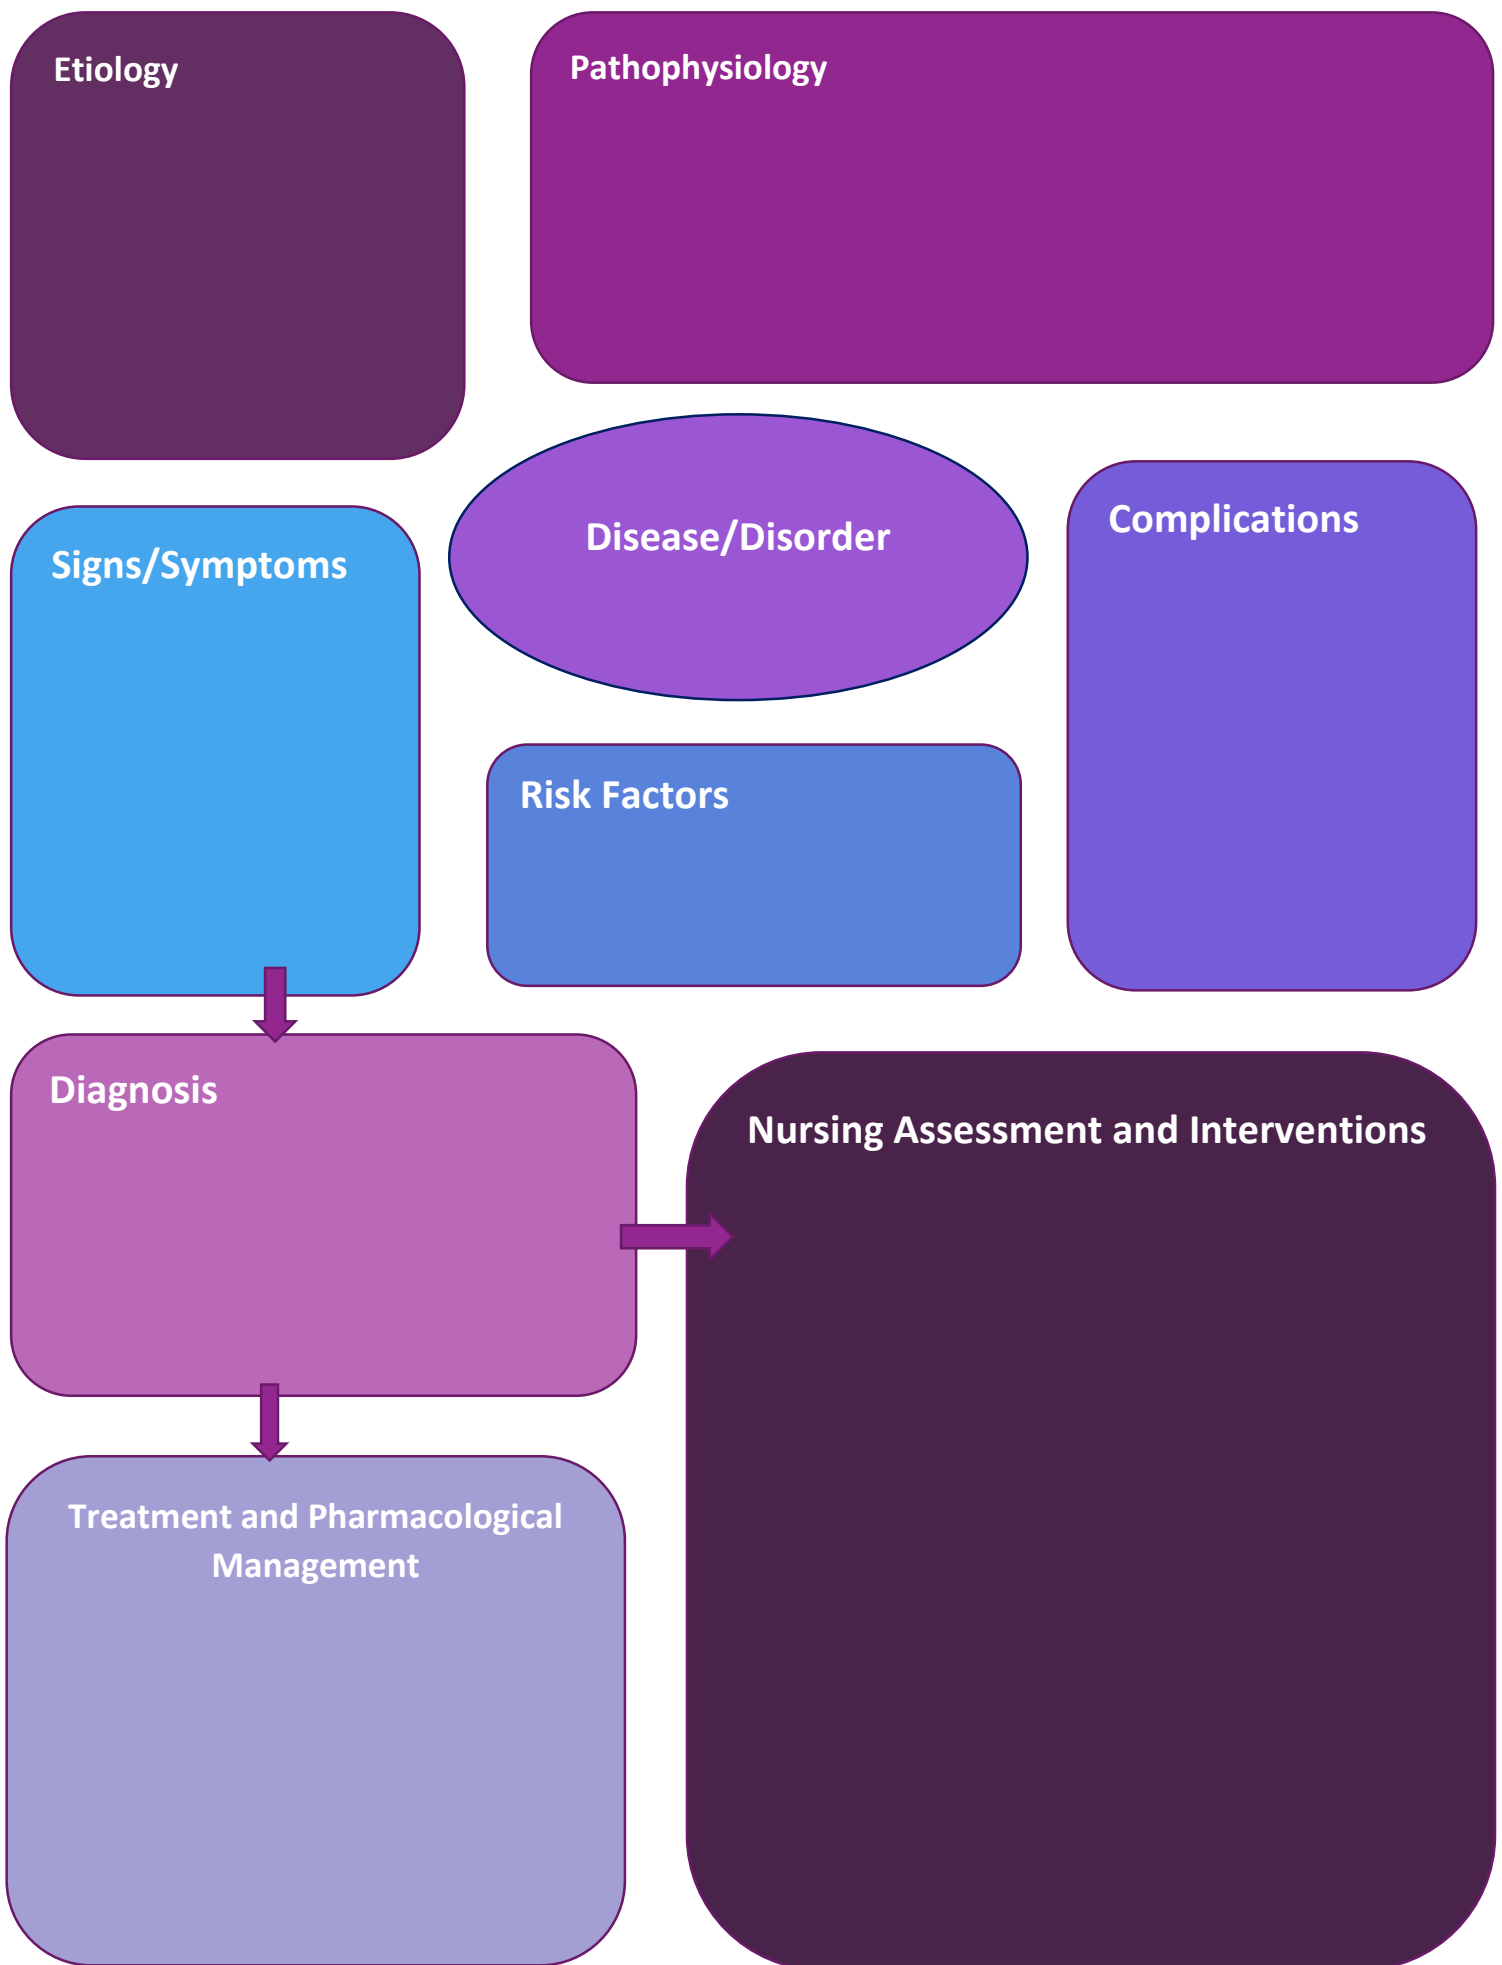 Etiology
Pathophysiology
Disease/Disorder
Complications
Signs/Symptoms
Risk Factors
Diagnosis
Nursing Assessment and Interventions
Treatment and Pharmacological
Management